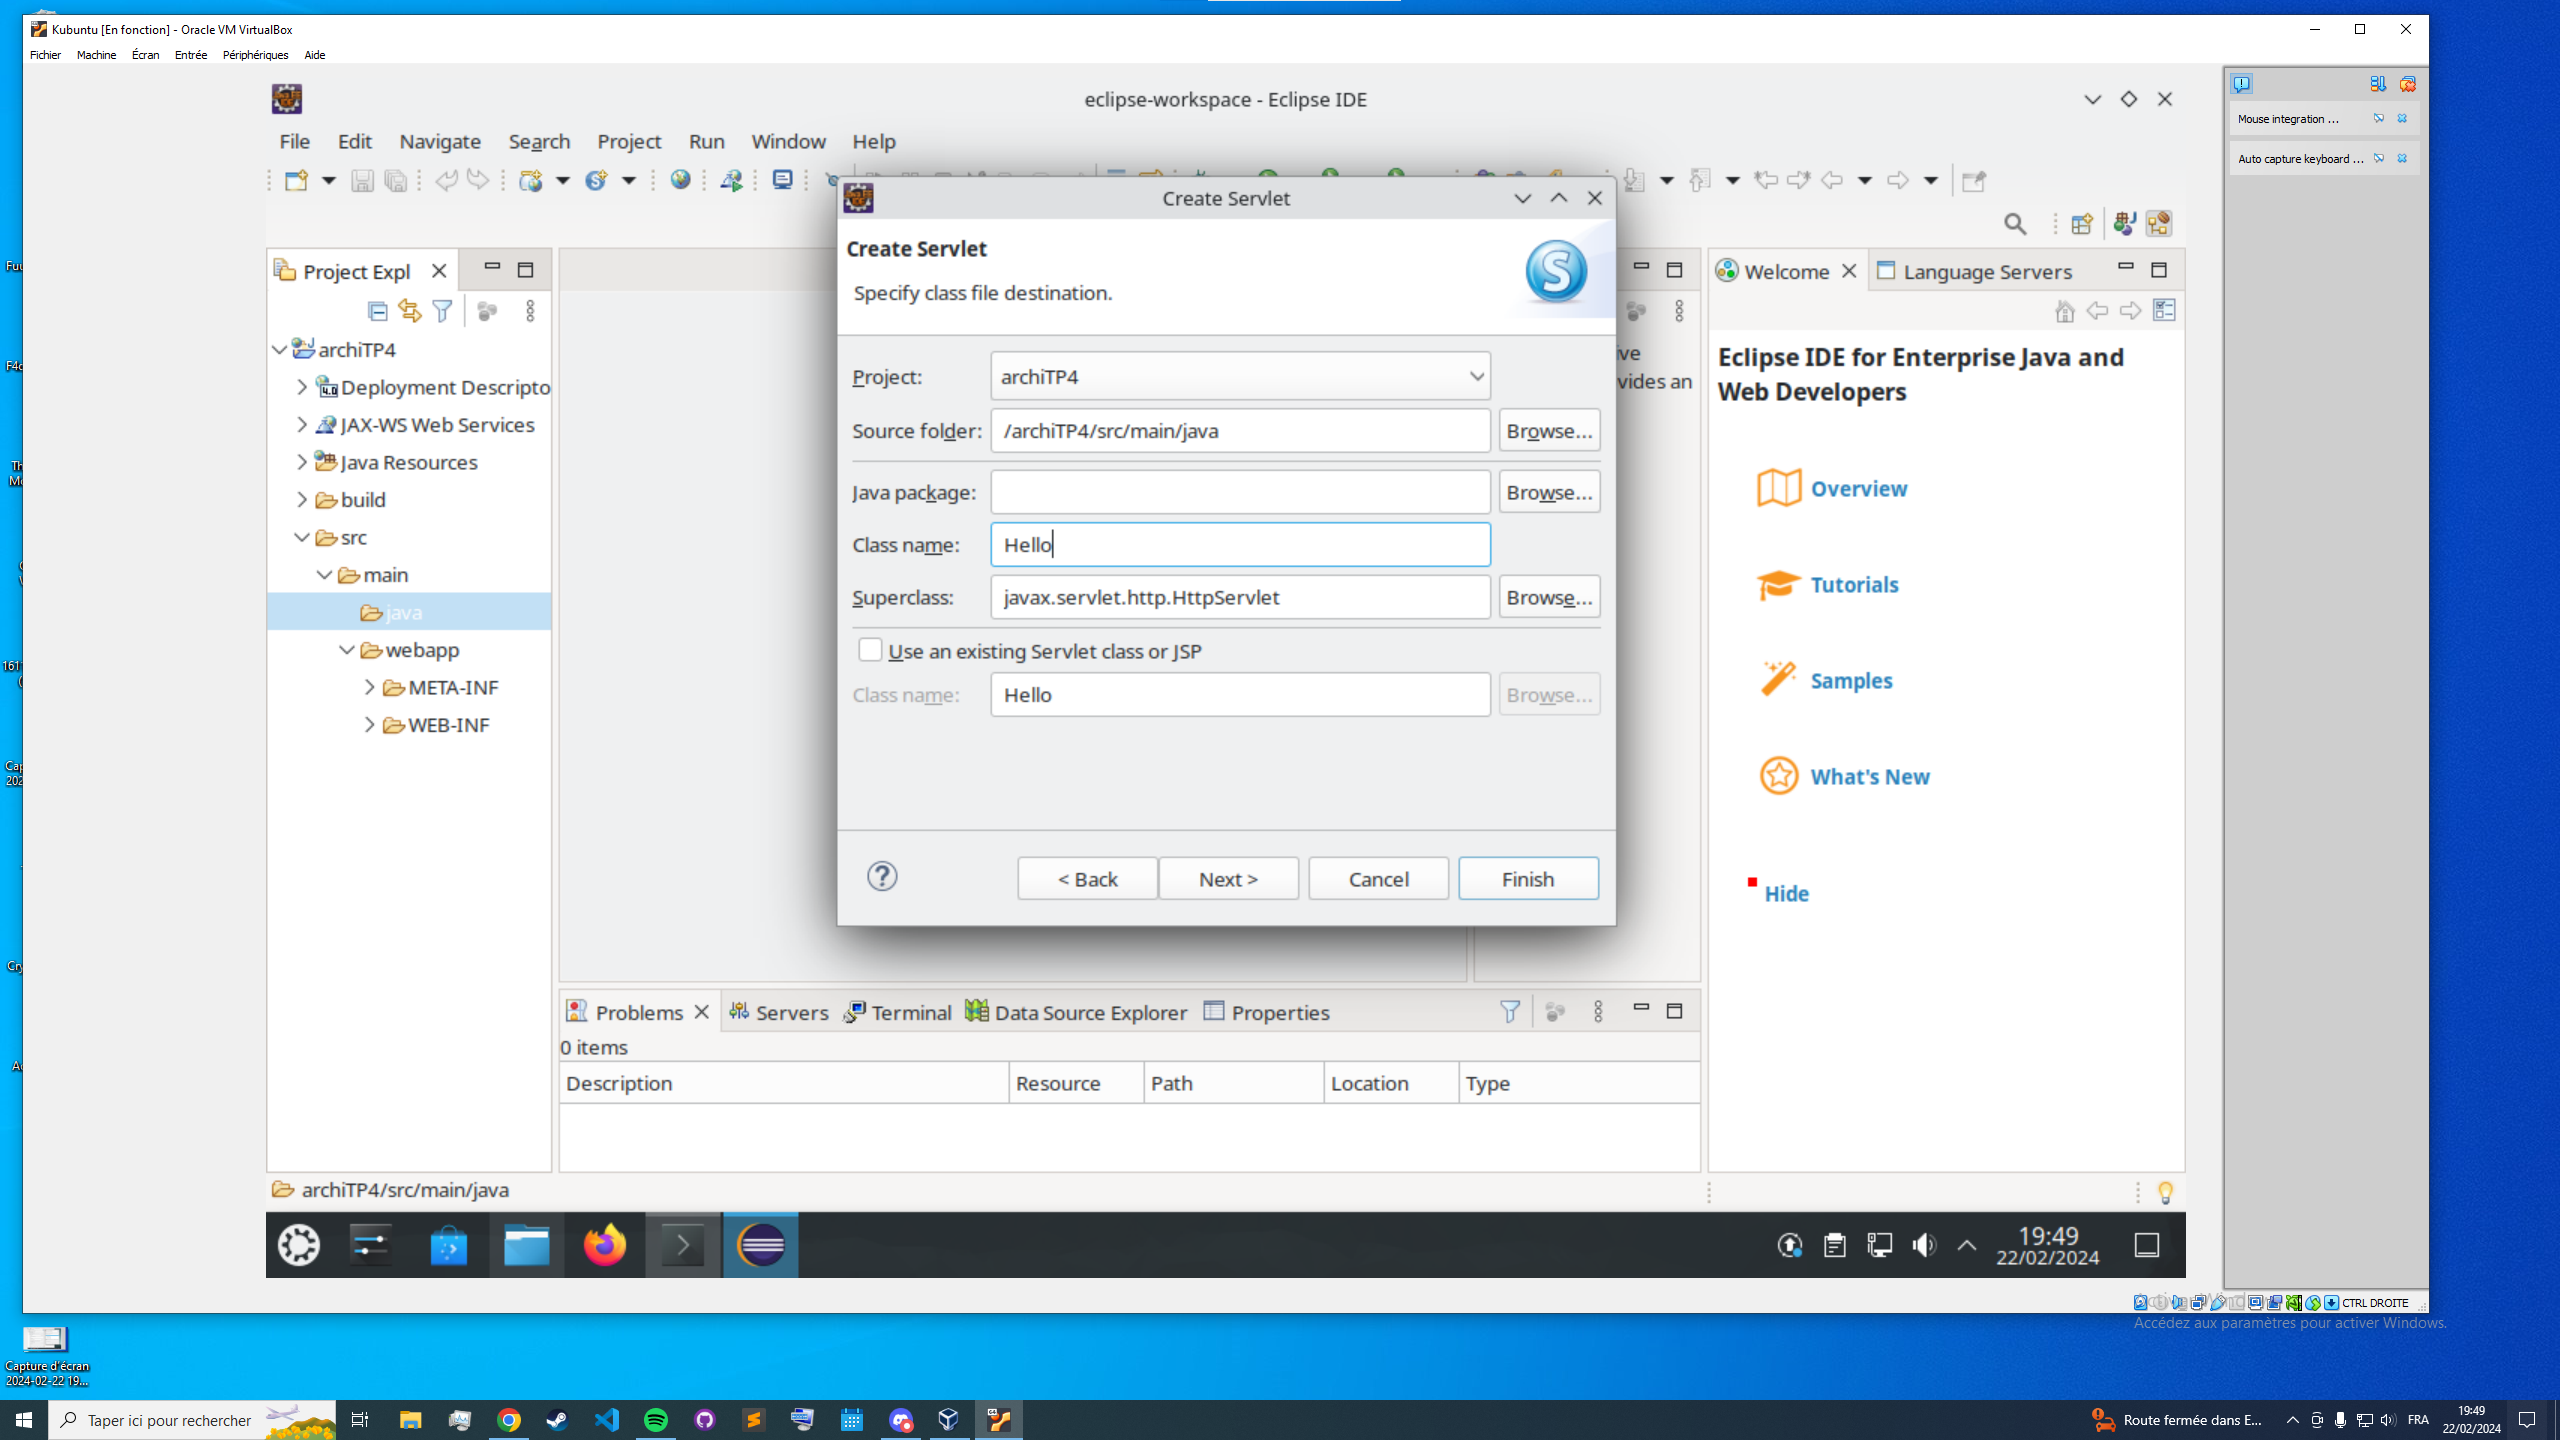 Kubuntu [En fonction] - Oracle VM VirtualBox
Fichier Machine Écran Entrée Périphériques Aide
eclipse-workspace - Eclipse IDE
File Edit Navigate Search Project Run Window Help
Mouse integration ...
Auto capture keyboard ...
Project Expl
archiTP4
Deployment Descripto
JAX-WS Web Services
Java Resources
build
src
main
java
webapp
META-INF
WEB-INF
Create Servlet
Create Servlet
Specify class file destination.
Project: archiTP4
Source folder: /archiTP4/src/main/java Browse...
Java package: Browse...
Class name: Hello
Superclass: javax.servlet.http.HttpServlet Browse...
Use an existing Servlet class or JSP
Class name: Hello Browse...
< Back Next > Cancel Finish
ive
vides an
Welcome Language Servers
Eclipse IDE for Enterprise Java and
Web Developers
Overview
Tutorials
Samples
What's New
Hide
Problems Servers Terminal Data Source Explorer Properties
0 items
Description Resource Path Location Type
archiTP4/src/main/java
19:49
22/02/2024
CTRL DROITE
Accédez aux paramètres pour activer Windows.
Capture d'écran
2024-02-22 19...
Taper ici pour rechercher
Route fermée dans E...
FRA
19:49
22/02/2024